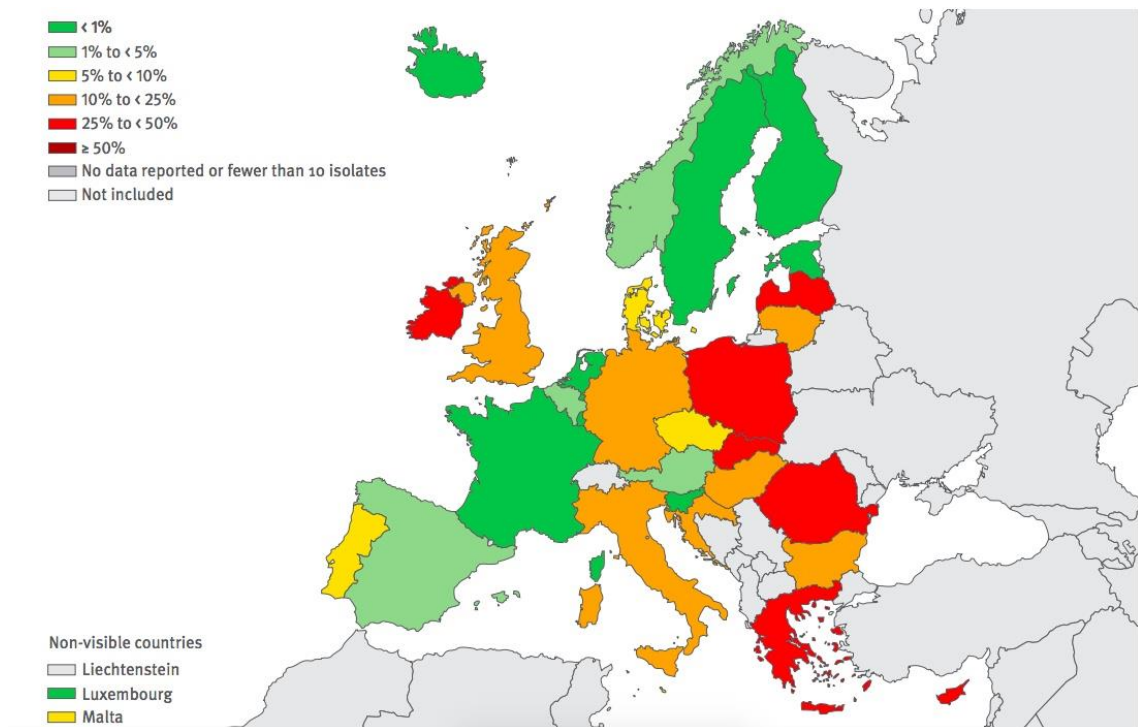 < 1%
1% to < 5%
5% to < 10%
10% to < 25%
25% to < 50%
≥ 50%
No data reported or fewer than 10 isolates
Not included
Non-visible countries
Liechtenstein
Luxembourg
Malta